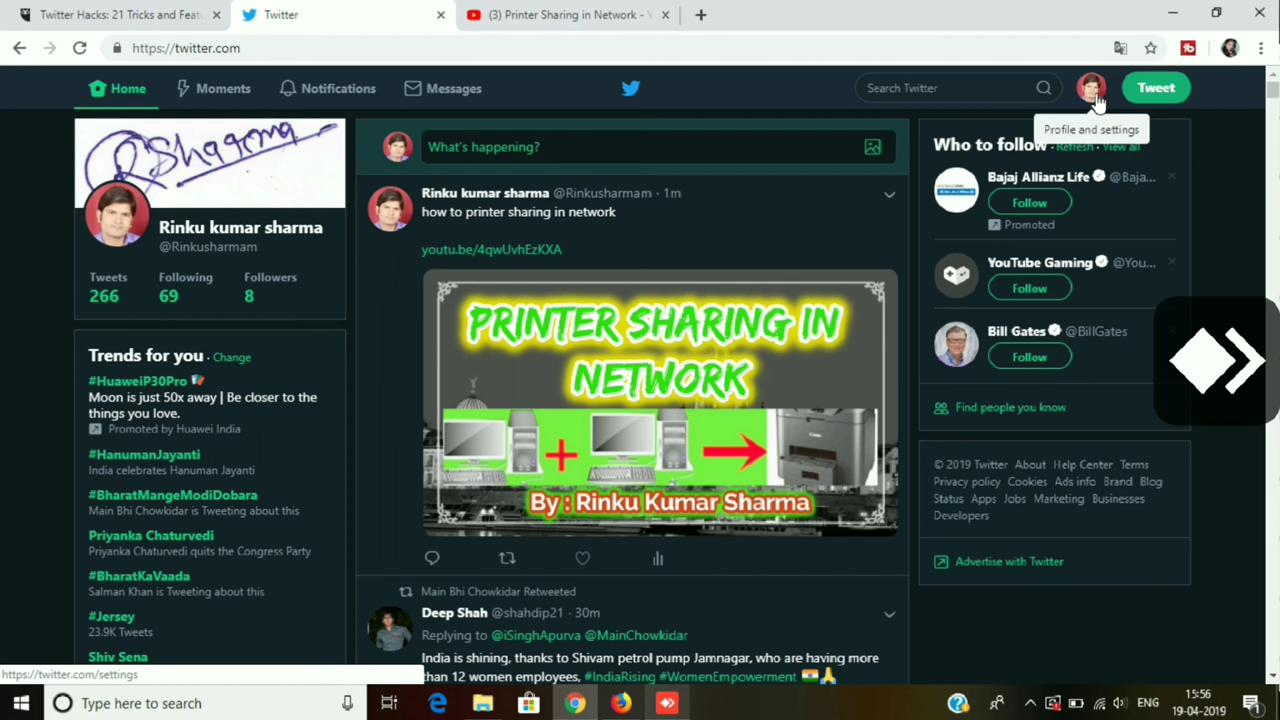 Twitter Hacks: 21 Tricks and Feat
Twitter
(3) Printer Sharing in Network - Y
https://twitter.com
Home
Moments
Notifications
Messages
Search Twitter
Tweet
Profile and settings
Sharma
Rinku kumar sharma
@Rinkusharmam
Tweets
Following
Followers
266
69
8
Trends for you · Change
#HuaweiP30Pro
Moon is just 50x away | Be closer to the
things you love.
Promoted by Huawei India
#HanumanJayanti
India celebrates Hanuman Jayanti
#BharatMangeModiDobara
Main Bhi Chowkidar is Tweeting about this
Priyanka Chaturvedi
Priyanka Chaturvedi quits the Congress Party
#BharatKaVaada
Salman Khan is Tweeting about this
#Jersey
23.9K Tweets
Shiv Sena
https://twitter.com/settings
What's happening?
Rinku kumar sharma @Rinkusharmam · 1m
how to printer sharing in network
youtu.be/4qwUvhEzKXA
PRINTER SHARING IN
NETWORK
By : Rinku Kumar Sharma
Main Bhi Chowkidar Retweeted
Deep Shah @shahdip21 · 30m
Replying to @iSinghApurva @MainChowkidar
India is shining, thanks to Shivam petrol pump Jamnagar, who are having more
than 12 women employees, #IndiaRising #WomenEmpowerment 🇮🇳🙏
Who to follow · Refresh · View all
Bajaj Allianz Life @Baja...
Follow
Promoted
YouTube Gaming @You...
Follow
Bill Gates @BillGates
Follow
Find people you know
© 2019 Twitter About Help Center Terms
Privacy policy Cookies Ads info Brand Blog
Status Apps Jobs Marketing Businesses
Developers
Advertise with Twitter
Type here to search
ENG
15:56
19-04-2019